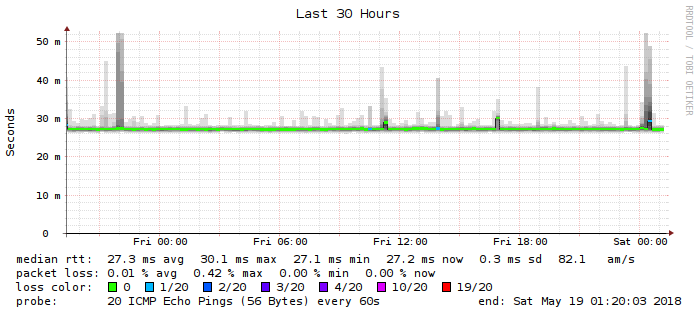 Last 30 Hours
RRDTOOL / TOBI OETIKER
Seconds
50 m
40 m
30 m
20 m
10 m
0
Fri 00:00 Fri 06:00 Fri 12:00 Fri 18:00 Sat 00:00
median rtt: 27.3 ms avg 30.1 ms max 27.1 ms min 27.2 ms now 0.3 ms sd 82.1 am/s
packet loss: 0.01 % avg 0.42 % max 0.00 % min 0.00 % now
loss color: 0 1/20 2/20 3/20 4/20 10/20 19/20
probe: 20 ICMP Echo Pings (56 Bytes) every 60s end: Sat May 19 01:20:03 2018